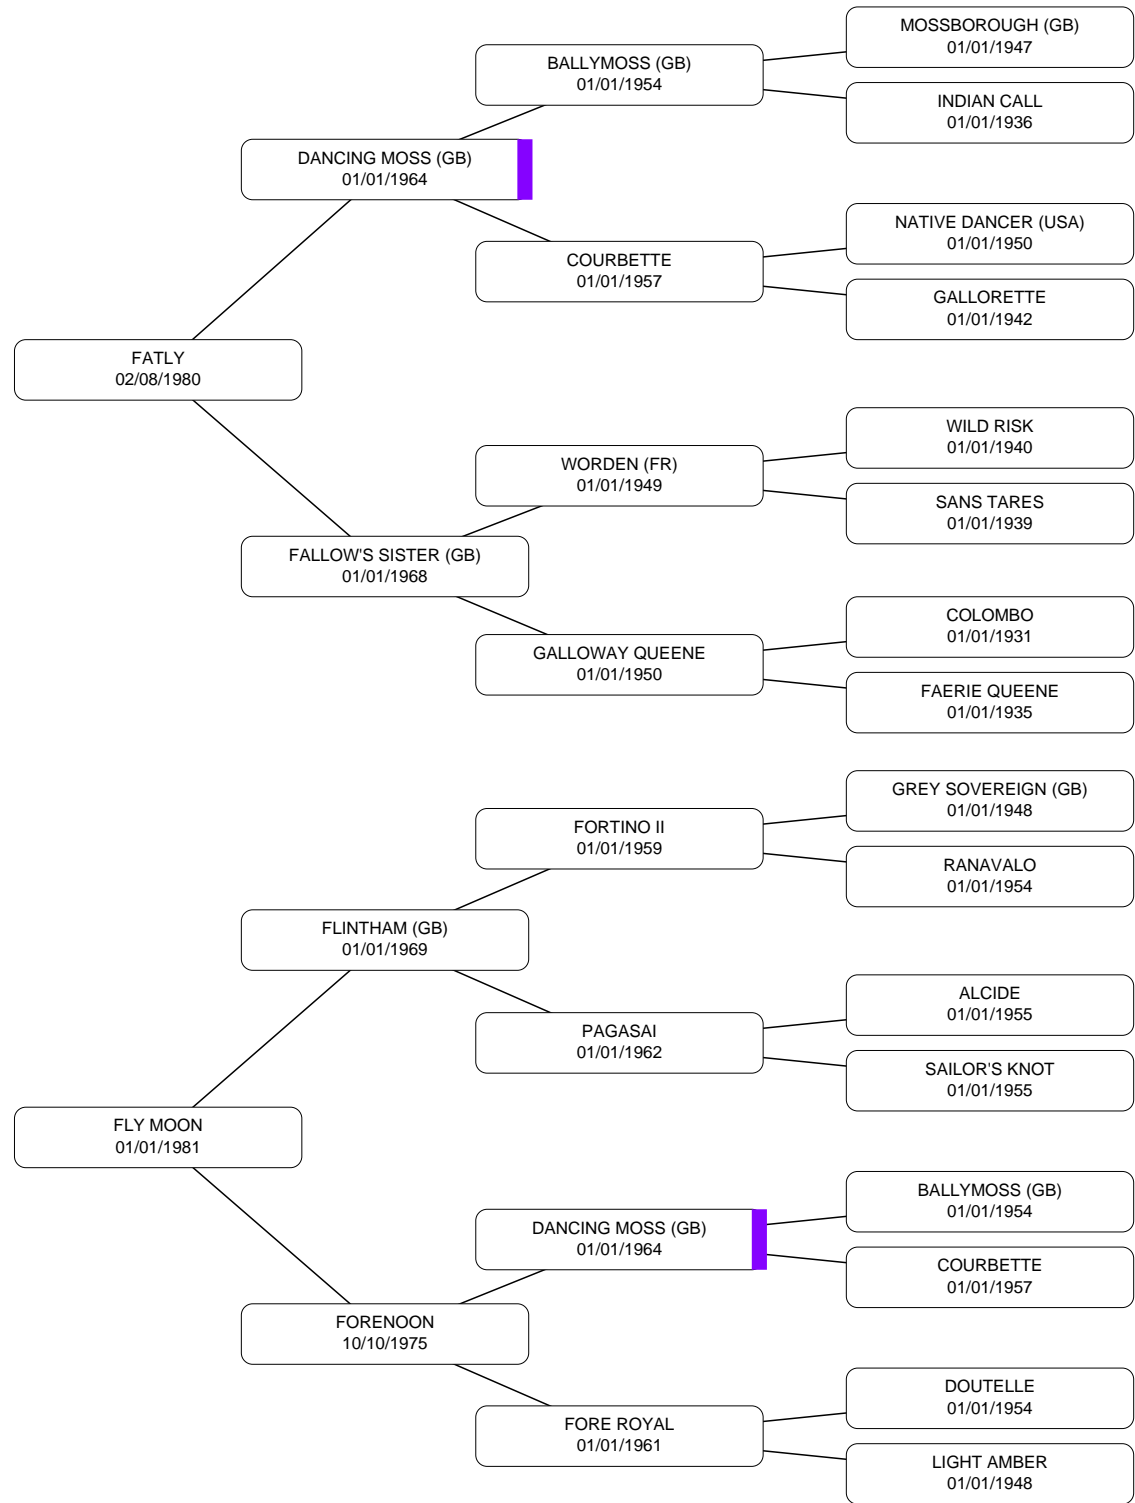 MOSSBOROUGH (GB)
01/01/1947
BALLYMOSS (GB)
01/01/1954
INDIAN CALL
01/01/1936
DANCING MOSS (GB)
01/01/1964
NATIVE DANCER (USA)
01/01/1950
COURBETTE
01/01/1957
GALLORETTE
01/01/1942
FATLY
02/08/1980
WILD RISK
01/01/1940
WORDEN (FR)
01/01/1949
SANS TARES
01/01/1939
FALLOW'S SISTER (GB)
01/01/1968
COLOMBO
01/01/1931
GALLOWAY QUEENE
01/01/1950
FAERIE QUEENE
01/01/1935
GREY SOVEREIGN (GB)
01/01/1948
FORTINO II
01/01/1959
RANAVALO
01/01/1954
FLINTHAM (GB)
01/01/1969
ALCIDE
01/01/1955
PAGASAI
01/01/1962
SAILOR'S KNOT
01/01/1955
FLY MOON
01/01/1981
BALLYMOSS (GB)
01/01/1954
DANCING MOSS (GB)
01/01/1964
COURBETTE
01/01/1957
FORENOON
10/10/1975
DOUTELLE
01/01/1954
FORE ROYAL
01/01/1961
LIGHT AMBER
01/01/1948